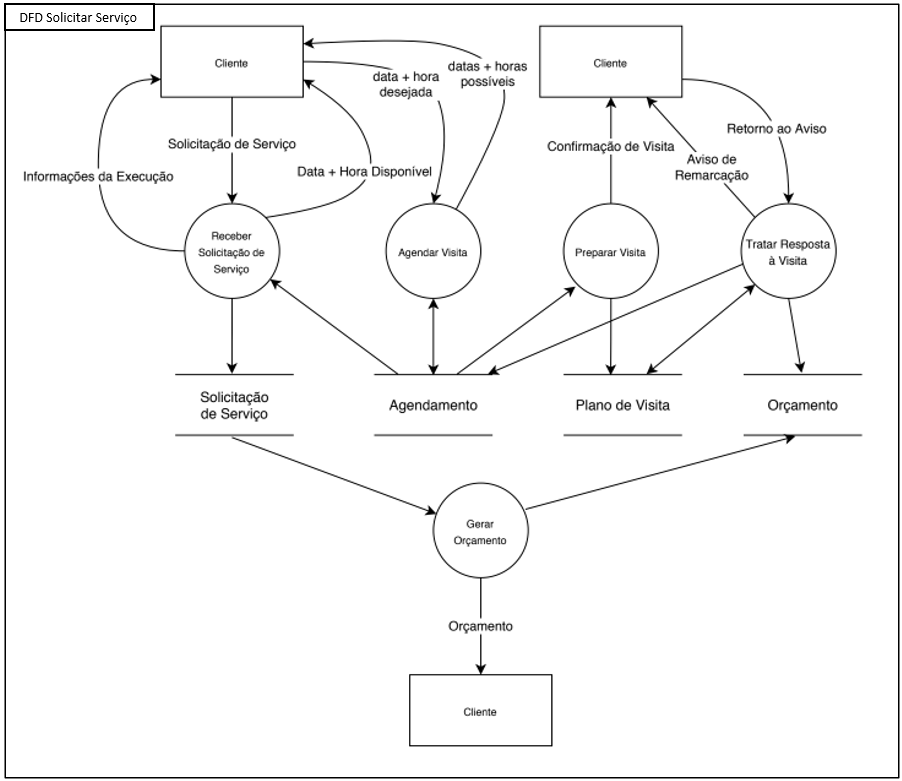 DFD Solicitar Serviço
Cliente
Cliente
data + hora
desejada
datas + horas
possíveis
Solicitação de Serviço
Data + Hora Disponível
Informações da Execução
Confirmação de Visita
Retorno ao Aviso
Aviso de
Remarcação
Receber
Solicitação de
Serviço
Agendar Visita
Preparar Visita
Tratar Resposta
à Visita
Solicitação
de Serviço
Agendamento
Plano de Visita
Orçamento
Gerar
Orçamento
Orçamento
Cliente